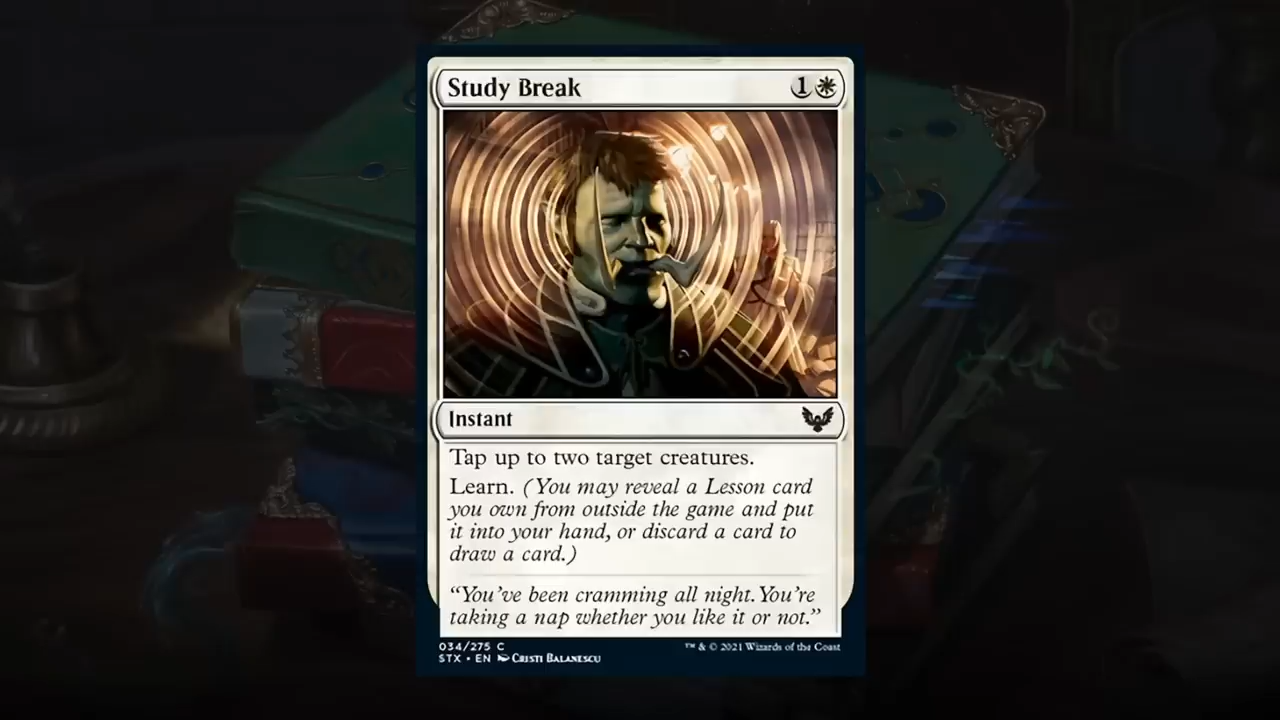 Study Break 1
Instant
Tap up to two target creatures.
Learn. (You may reveal a Lesson card
you own from outside the game and put
it into your hand, or discard a card to
draw a card.)
“You’ve been cramming all night. You’re
taking a nap whether you like it or not.”
034/275 C
STX • EN Cristi Balanescu
™ & © 2021 Wizards of the Coast